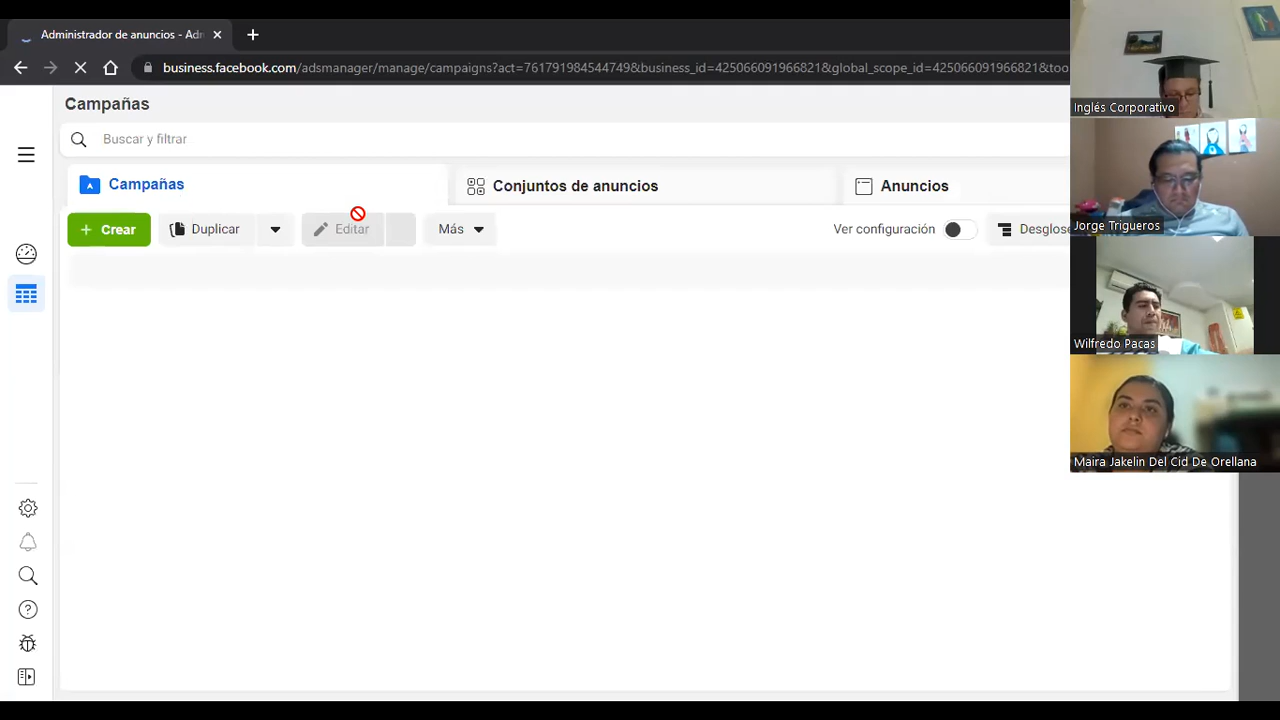 Administrador de anuncios - Adr
business.facebook.com/adsmanager/manage/campaigns?act=761791984544749&business_id=425066091966821&global_scope_id=425066091966821&too
Campañas
Buscar y filtrar
Campañas
Conjuntos de anuncios
Anuncios
+ Crear
Duplicar
Editar
Más
Ver configuración
Desglose
Inglés Corporativo
Jorge Trigueros
Wilfredo Pacas
Maira Jakelin Del Cid De Orellana